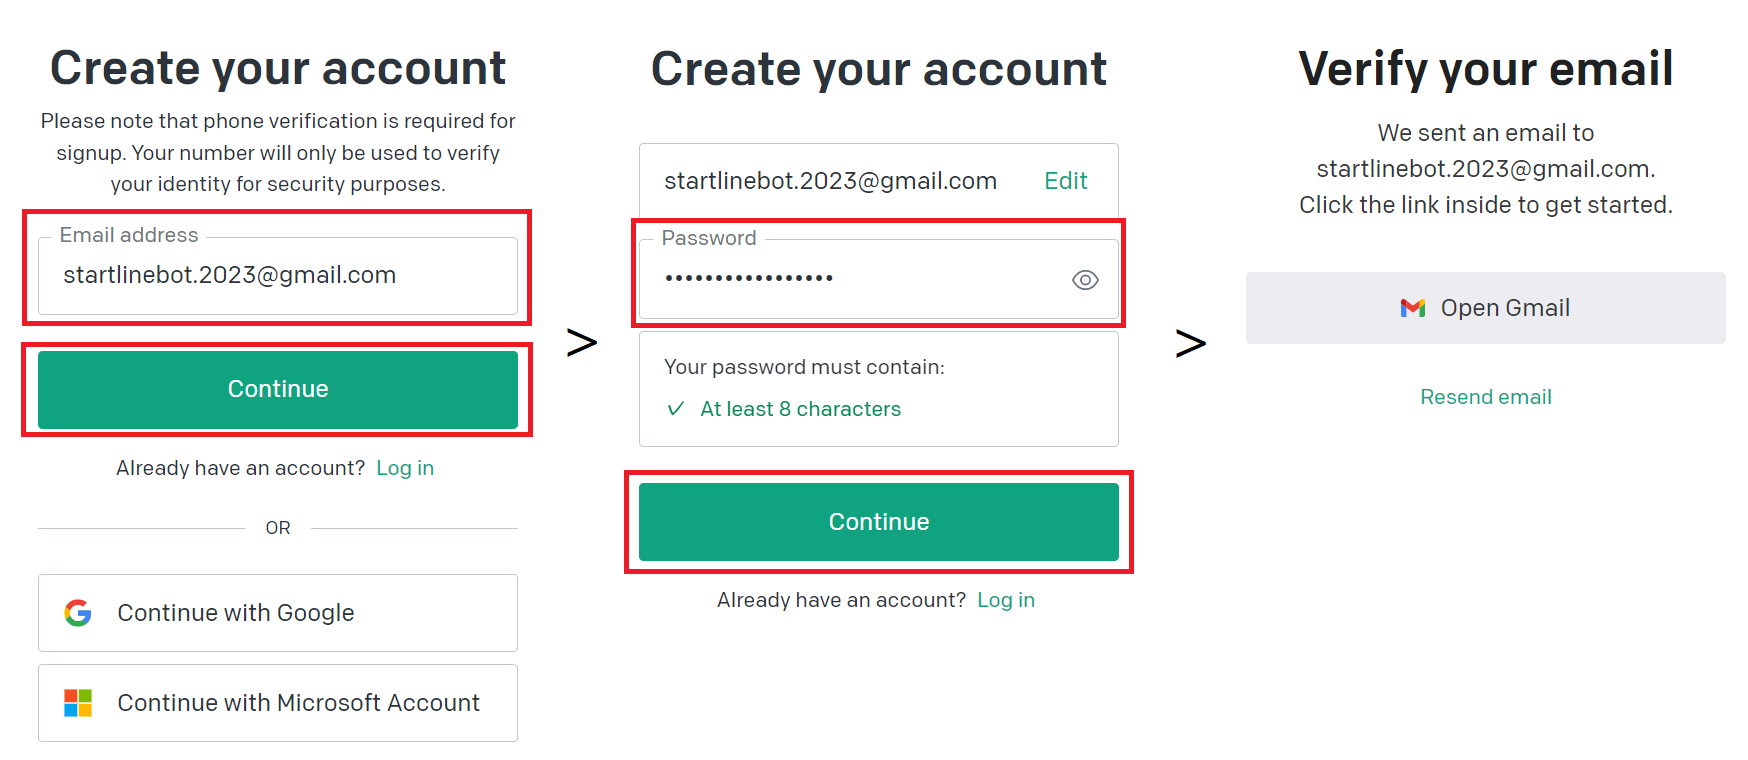 Create your account
Please note that phone verification is required for
signup. Your number will only be used to verify
your identity for security purposes.
Email address
startlinebot.2023@gmail.com
Continue
Already have an account? Log in
OR
Continue with Google
Continue with Microsoft Account
>
Create your account
startlinebot.2023@gmail.com Edit
Password
•••••••••••••••••
Your password must contain:
✓ At least 8 characters
Continue
Already have an account? Log in
>
Verify your email
We sent an email to
startlinebot.2023@gmail.com.
Click the link inside to get started.
Open Gmail
Resend email